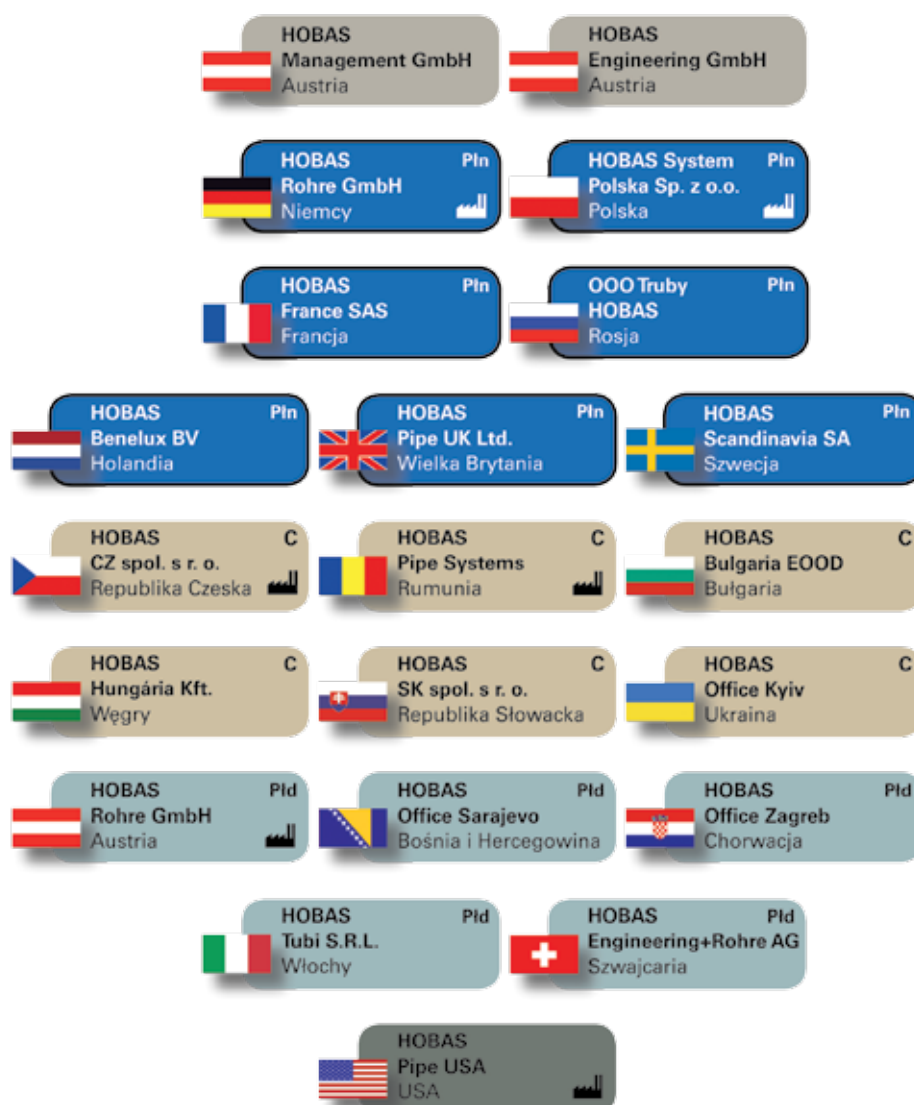 HOBAS
Management GmbH
Austria
HOBAS
Engineering GmbH
Austria
HOBAS Pln
Rohre GmbH
Niemcy
HOBAS System Pln
Polska Sp. z o.o.
Polska
HOBAS Pln
France SAS
Francja
OOO Truby Pln
HOBAS
Rosja
HOBAS Pln
Benelux BV
Holandia
HOBAS Pln
Pipe UK Ltd.
Wielka Brytania
HOBAS Pln
Scandinavia SA
Szwecja
HOBAS C
CZ spol. s r. o.
Republika Czeska
HOBAS C
Pipe Systems
Rumunia
HOBAS C
Bulgaria EOOD
Bułgaria
HOBAS C
Hungária Kft.
Węgry
HOBAS C
SK spol. s r. o.
Republika Słowacka
HOBAS C
Office Kyiv
Ukraina
HOBAS Płd
Rohre GmbH
Austria
HOBAS Płd
Office Sarajevo
Bośnia i Hercegowina
HOBAS Płd
Office Zagreb
Chorwacja
HOBAS Płd
Tubi S.R.L.
Włochy
HOBAS Płd
Engineering+Rohre AG
Szwajcaria
HOBAS
Pipe USA
USA